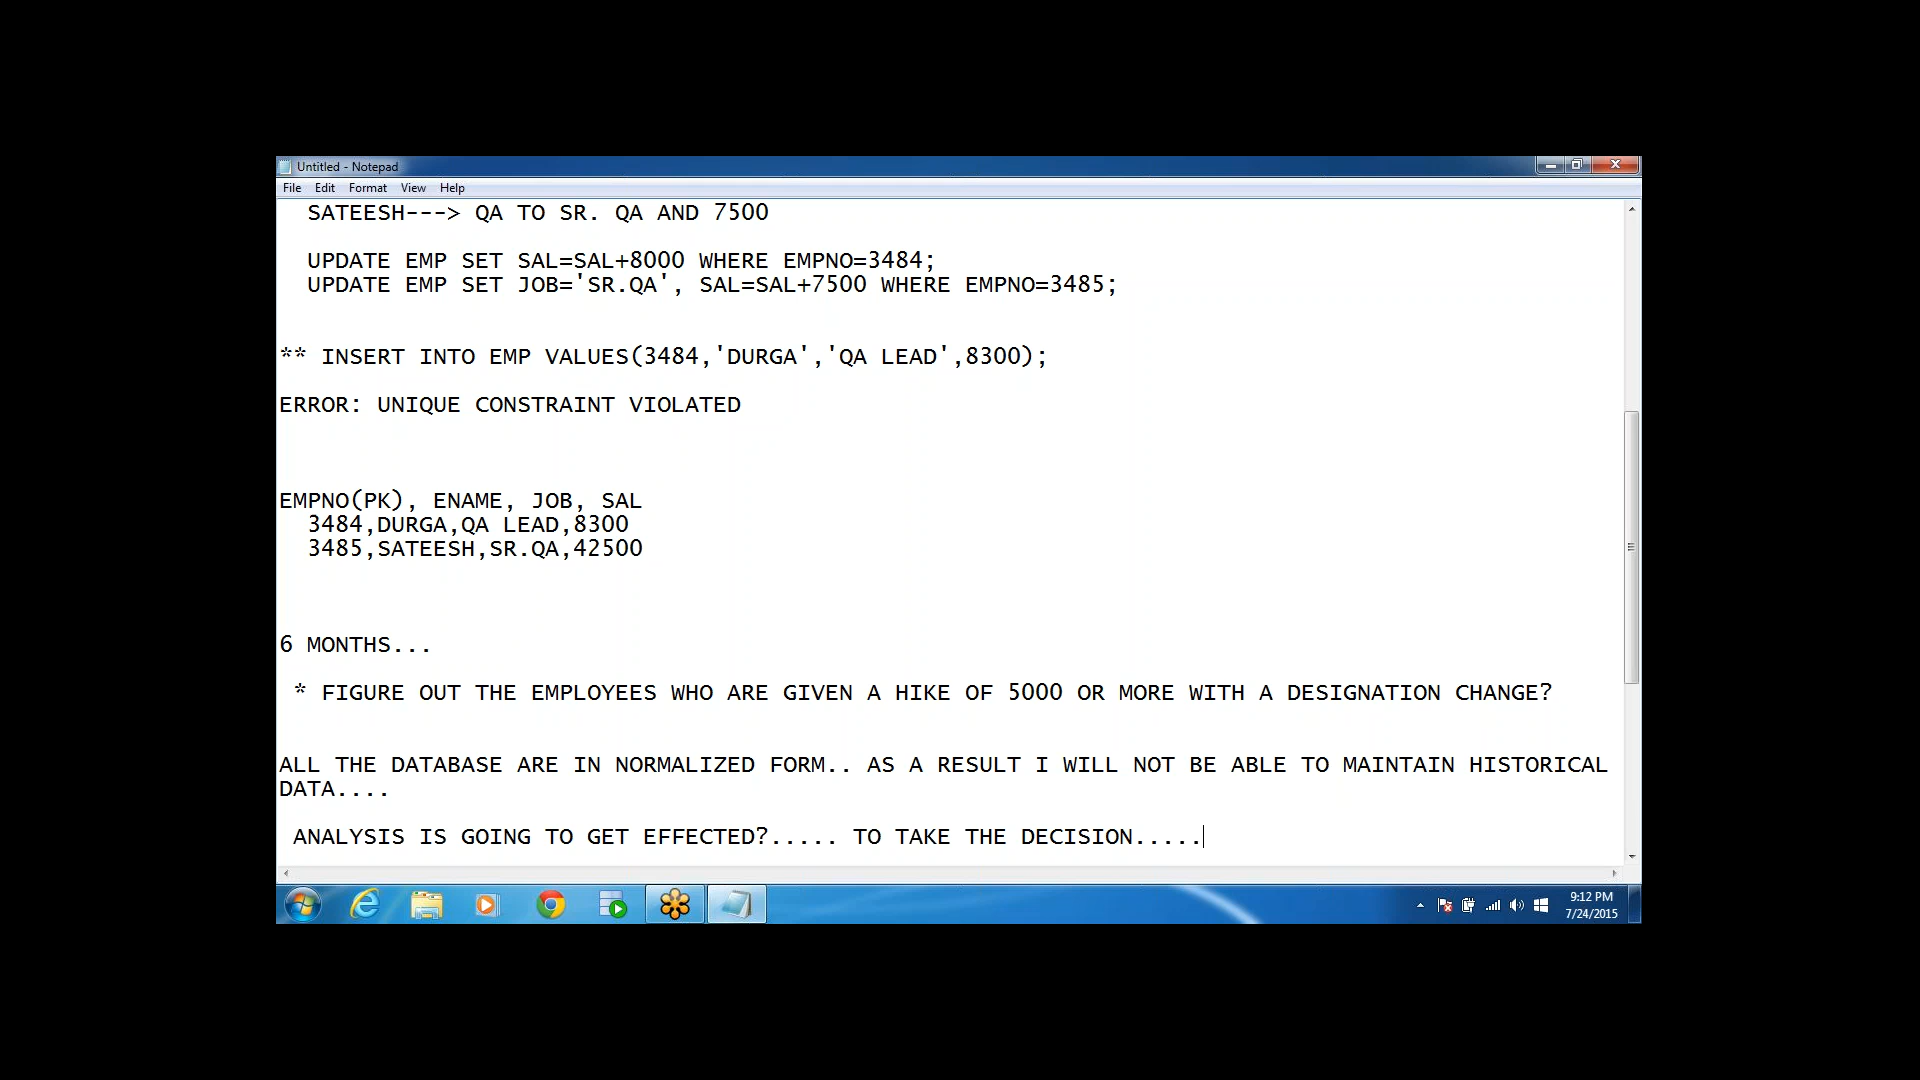 Untitled - Notepad
File Edit Format View Help
SATEESH---> QA TO SR. QA AND 7500
UPDATE EMP SET SAL=SAL+8000 WHERE EMPNO=3484;
UPDATE EMP SET JOB='SR.QA', SAL=SAL+7500 WHERE EMPNO=3485;
** INSERT INTO EMP VALUES(3484,'DURGA','QA LEAD',8300);
ERROR: UNIQUE CONSTRAINT VIOLATED
EMPNO(PK), ENAME, JOB, SAL
3484,DURGA,QA LEAD,8300
3485,SATEESH,SR.QA,42500
6 MONTHS...
* FIGURE OUT THE EMPLOYEES WHO ARE GIVEN A HIKE OF 5000 OR MORE WITH A DESIGNATION CHANGE?
ALL THE DATABASE ARE IN NORMALIZED FORM.. AS A RESULT I WILL NOT BE ABLE TO MAINTAIN HISTORICAL
DATA....
ANALYSIS IS GOING TO GET EFFECTED?..... TO TAKE THE DECISION.....
9:12 PM
7/24/2015